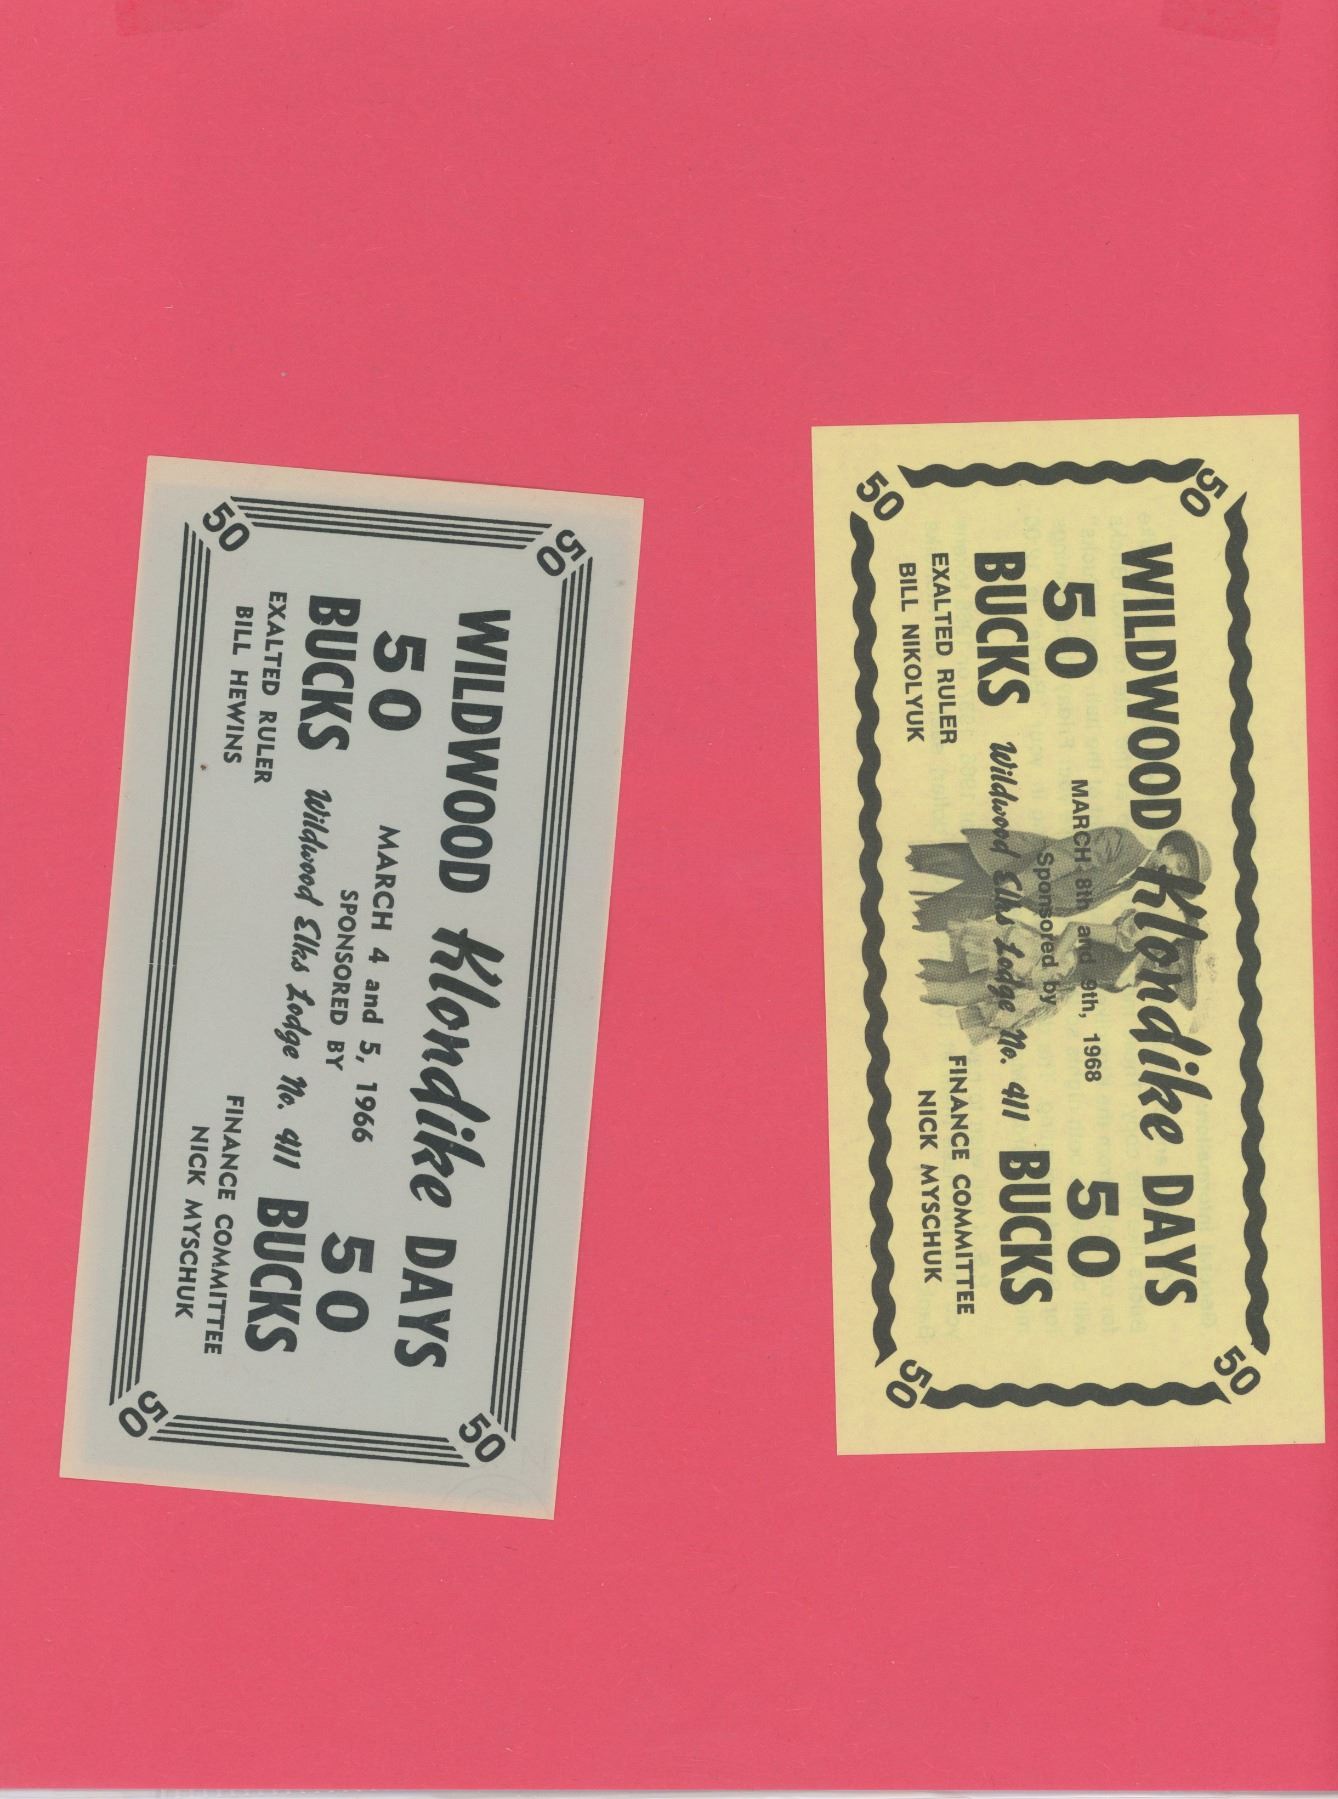 50
50
WILDWOOD Klondike DAYS
50
MARCH 8th and 9th, 1968
50
BUCKS
Sponsored by
BUCKS
Wildwood Elks Lodge No. 411
EXALTED RULER
BILL NIKOLYUK
FINANCE COMMITTEE
NICK MYSCHUK
50
50
50
50
WILDWOOD Klondike DAYS
50
MARCH 4 and 5, 1966
50
BUCKS
SPONSORED BY
BUCKS
Wildwood Elks Lodge No. 411
EXALTED RULER
BILL HEWINS
FINANCE COMMITTEE
NICK MYSCHUK
50
50